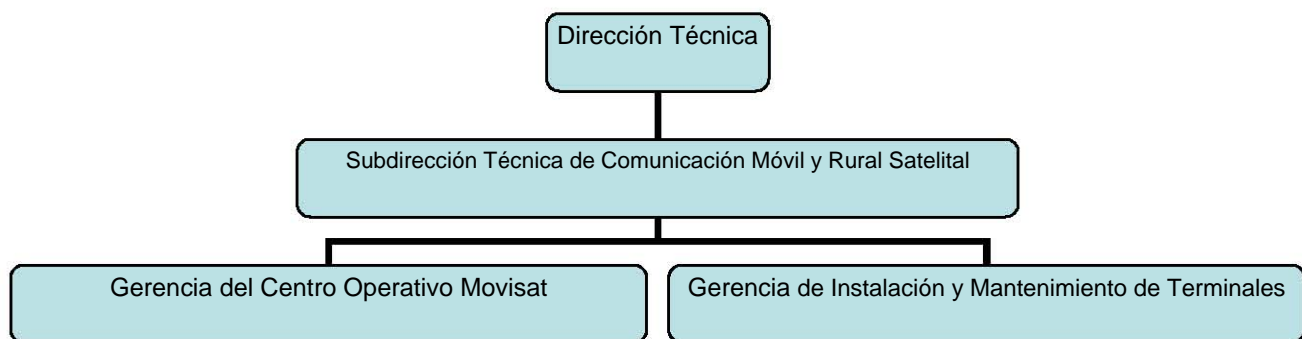 Dirección Técnica
Subdirección Técnica de Comunicación Móvil y Rural Satelital
Gerencia del Centro Operativo Movisat
Gerencia de Instalación y Mantenimiento de Terminales